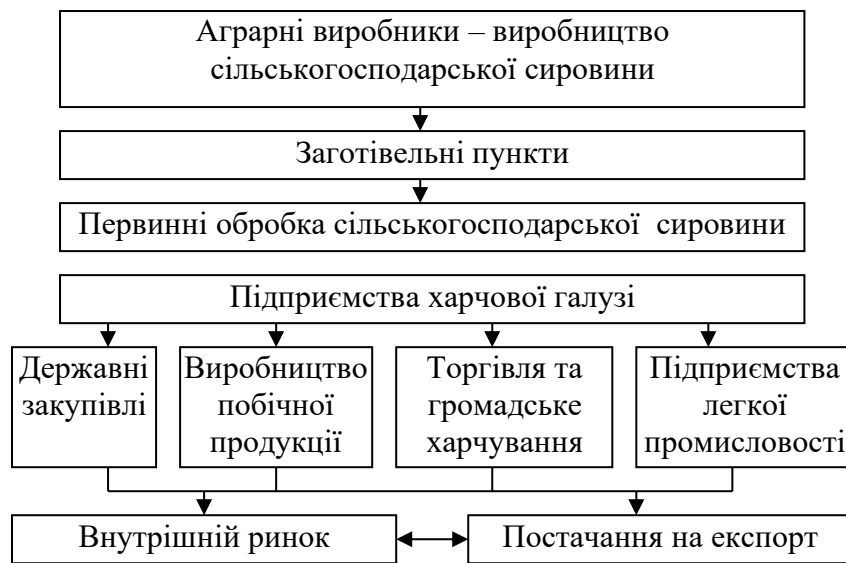 Аграрні виробники – виробництво
сільськогосподарської сировини
Заготівельні пункти
Первинні обробка сільськогосподарської сировини
Підприємства харчової галузі
Державні
закупівлі
Виробництво
побічної
продукції
Торгівля та
громадське
харчування
Підприємства
легкої
промисловості
Внутрішній ринок
Постачання на експорт